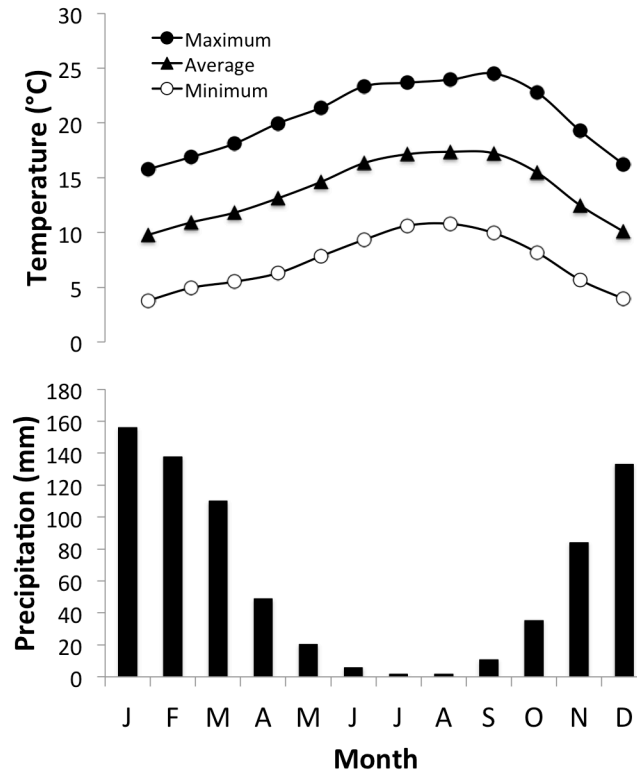 30
25
20
15
10
5
0
Temperature (°C)
Maximum
Average
Minimum
180
160
140
120
100
80
60
40
20
0
Precipitation (mm)
J F M A M J J A S O N D
Month